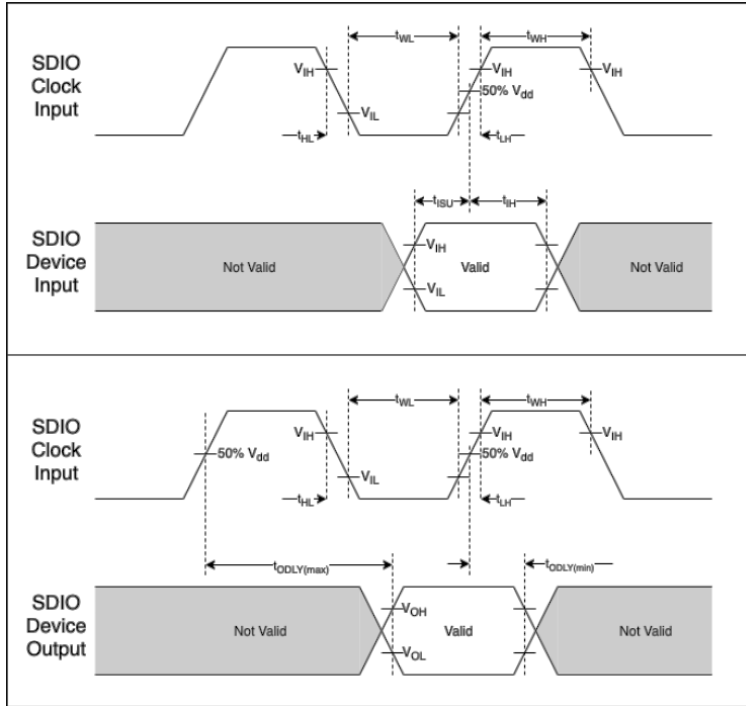 SDIO
Clock
Input
tWL
tWH
VIH
VIH
VIH
50% Vdd
VIL
tHL
tLH
SDIO
Device
Input
tISU
tIH
Not Valid
VIH
Valid
VIL
Not Valid
SDIO
Clock
Input
tWL
tWH
VIH
VIH
VIH
50% Vdd
50% Vdd
VIL
tHL
tLH
tODLY(max)
tODLY(min)
SDIO
Device
Output
Not Valid
VOH
Valid
VOL
Not Valid